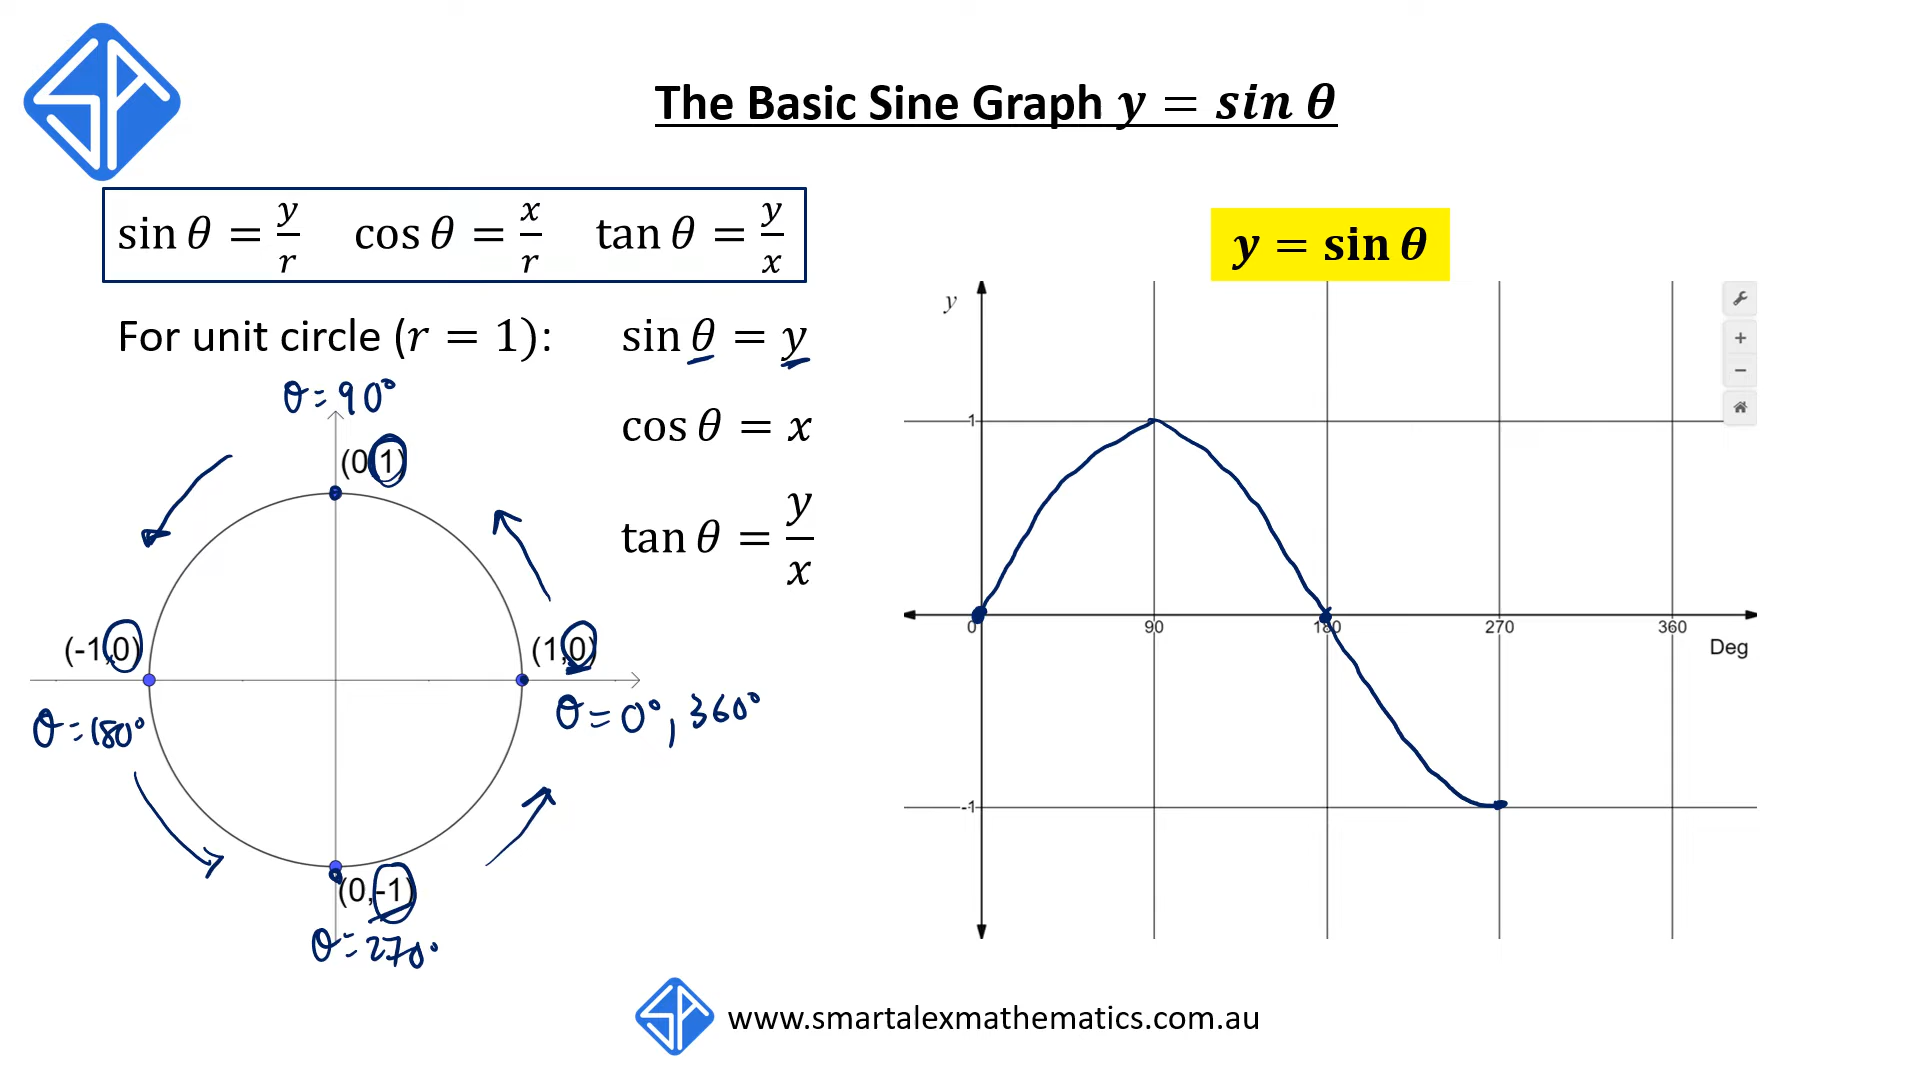 The Basic Sine Graph y = sin θ
sin θ = y/r cos θ = x/r tan θ = y/x
For unit circle (r = 1): sin θ = y
cos θ = x
tan θ = y/x
θ = 90°
(0,1)
(-1,0)
(1,0)
θ = 180°
θ = 0°, 360°
(0,-1)
θ = 270°
y = sin θ
y
1
0 90 180 270 360
Deg
-1
www.smartalexmathematics.com.au